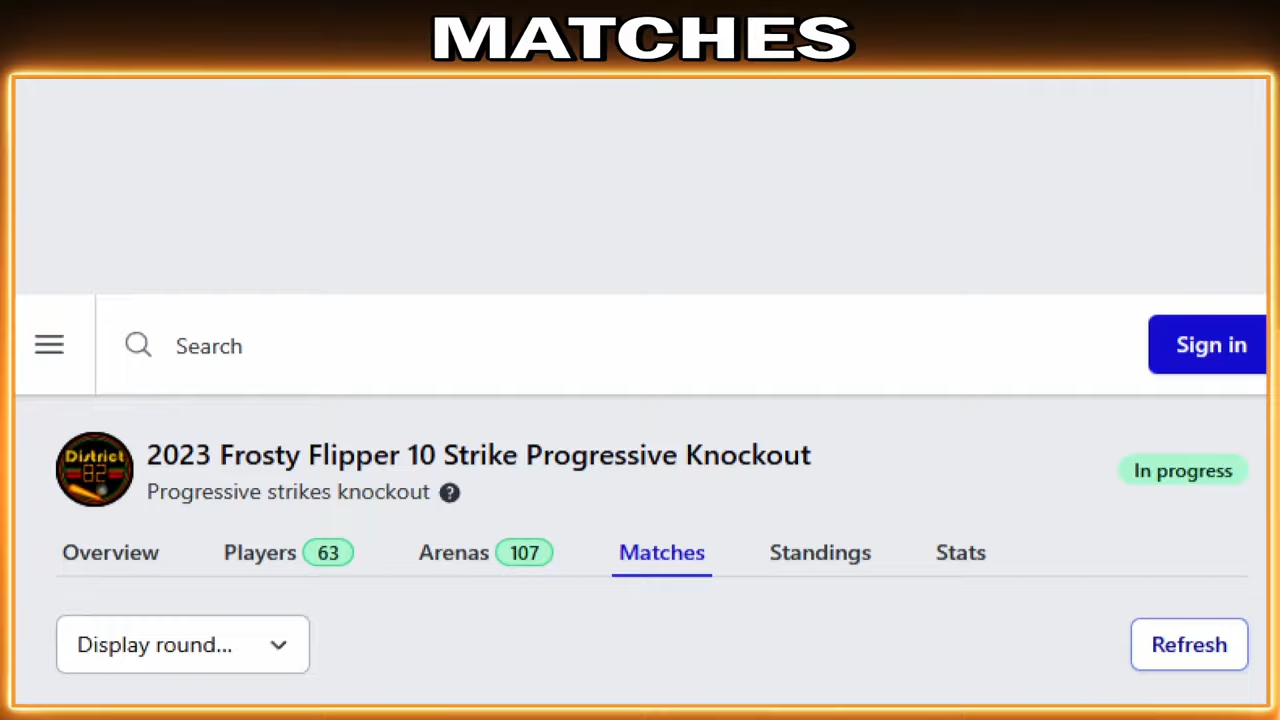 MATCHES
Search
Sign in
District
82
2023 Frosty Flipper 10 Strike Progressive Knockout
In progress
Progressive strikes knockout ?
Overview Players 63 Arenas 107 Matches Standings Stats
Display round...
Refresh